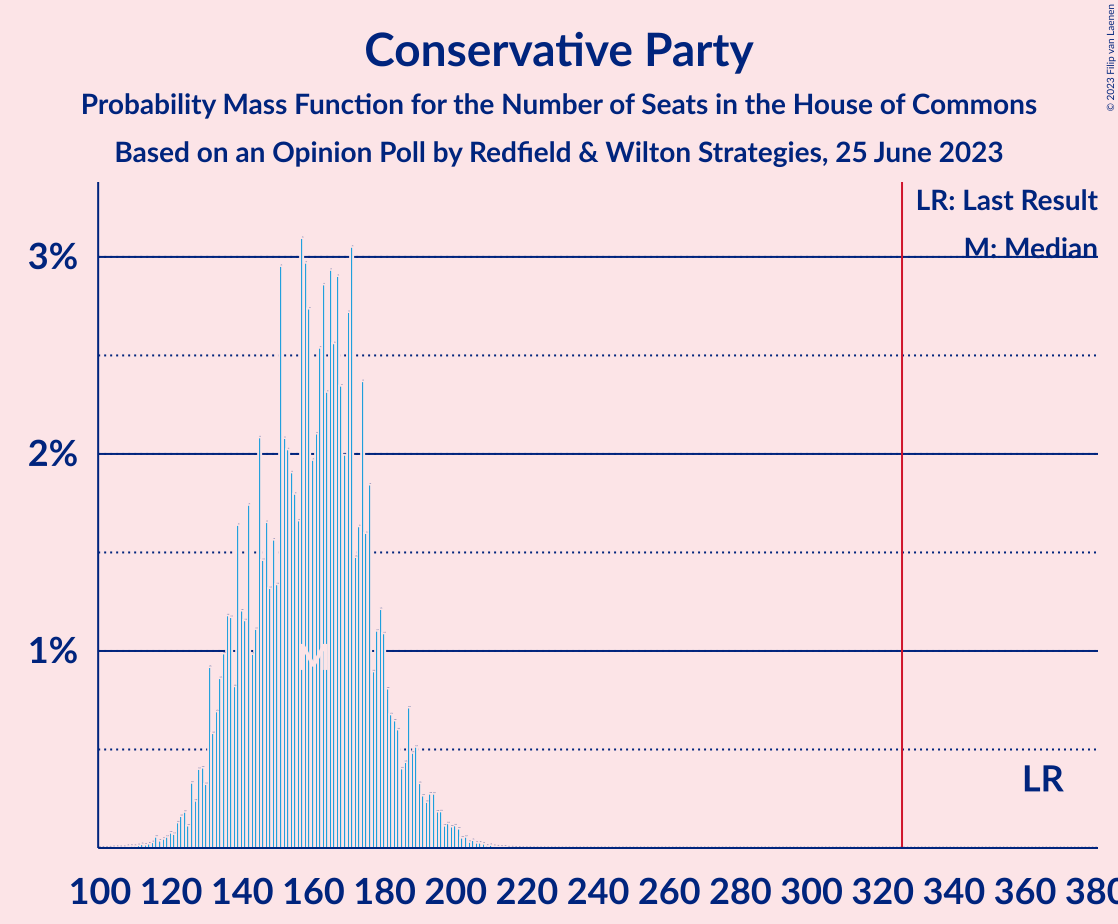 Conservative Party
Probability Mass Function for the Number of Seats in the House of Commons
Based on an Opinion Poll by Redfield & Wilton Strategies, 25 June 2023
© 2023 Filip van Laenen
LR: Last Result
M: Median
3%
2%
1%
M
LR
100 120 140 160 180 200 220 240 260 280 300 320 340 360 380